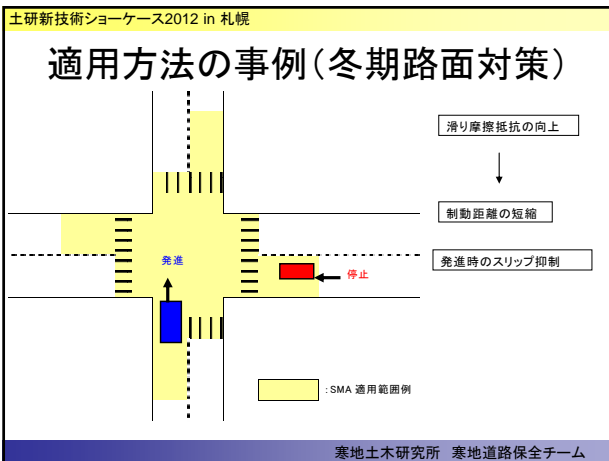 土研新技術ショーケース2012 in 札幌
適用方法の事例(冬期路面対策)
滑り摩擦抵抗の向上
制動距離の短縮
発進時のスリップ抑制
発進
停止
:SMA 適用範囲例
寒地土木研究所 寒地道路保全チーム